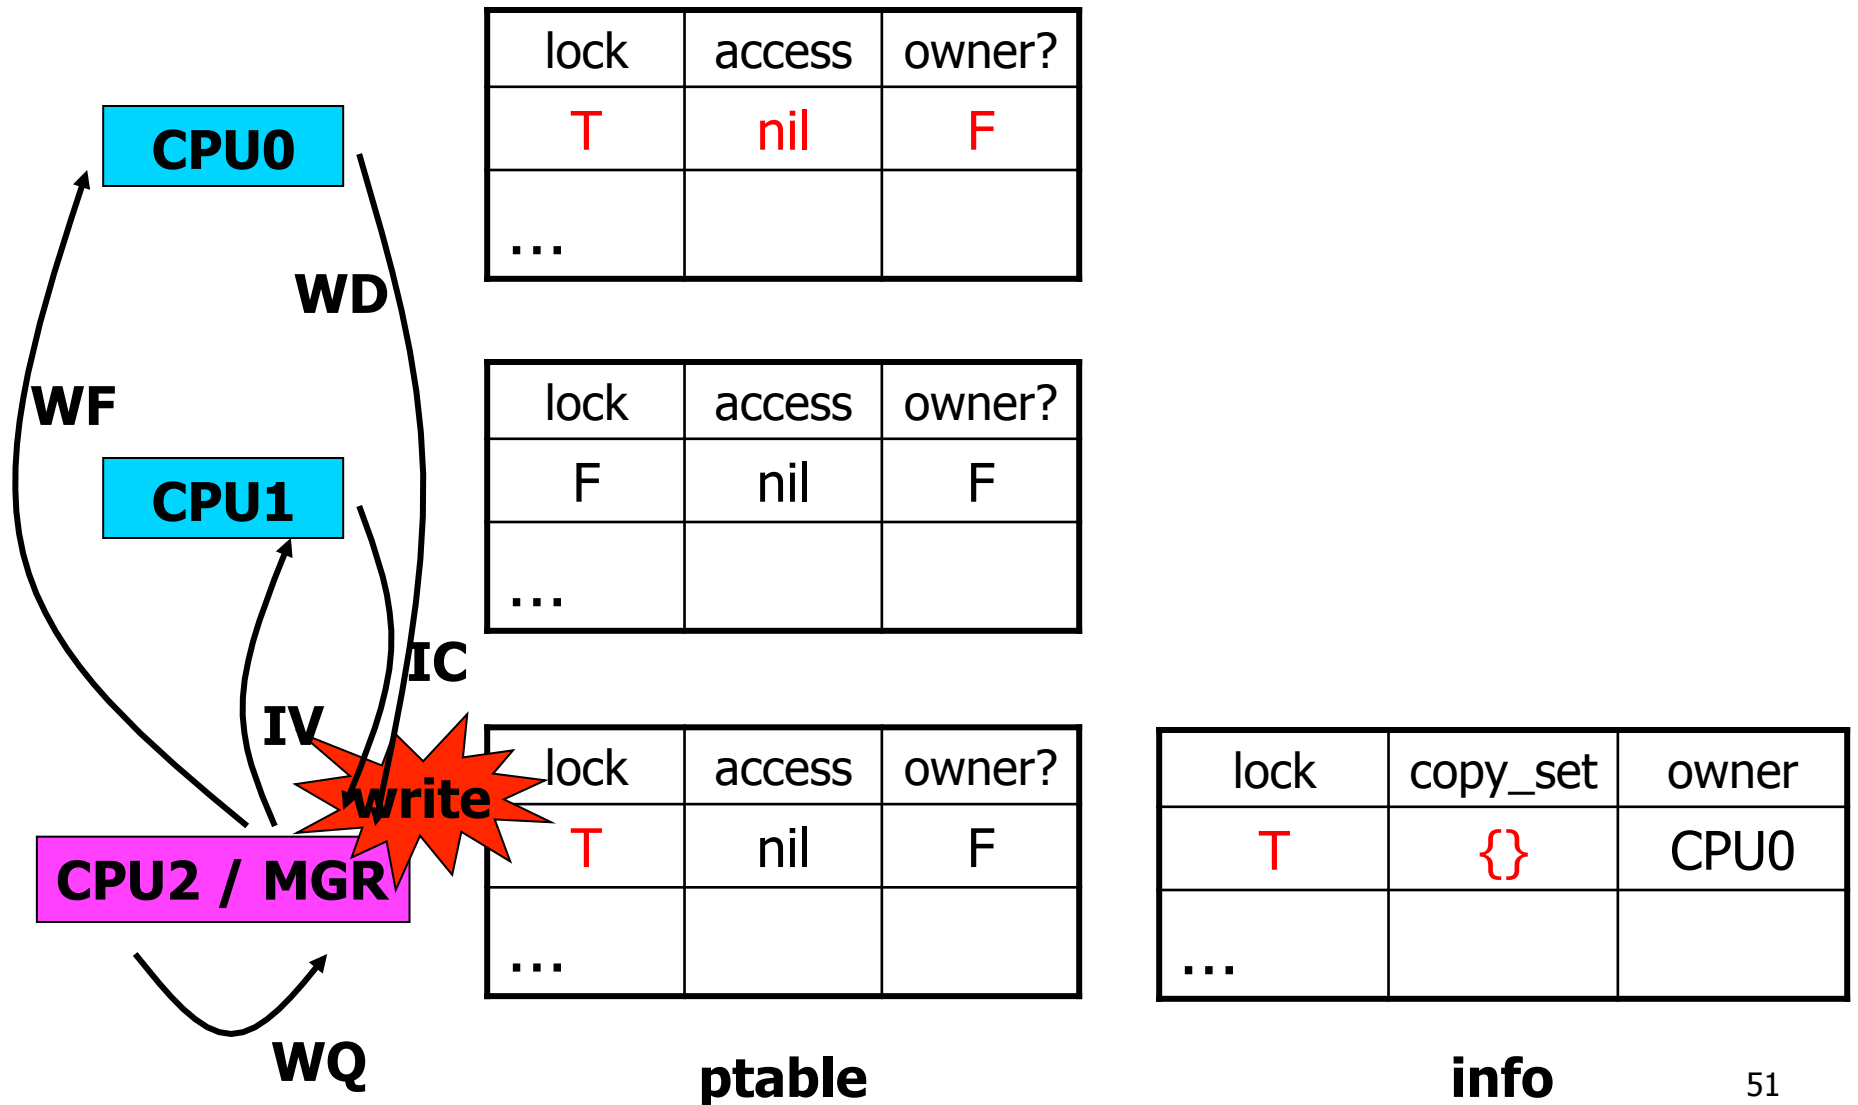 lock access owner?
T nil F
...
CPU0
WD
WF
lock access owner?
F nil F
...
CPU1
IC
IV
write
lock access owner?
T nil F
...
CPU2 / MGR
WQ
ptable
lock copy_set owner
T {} CPU0
...
info
51